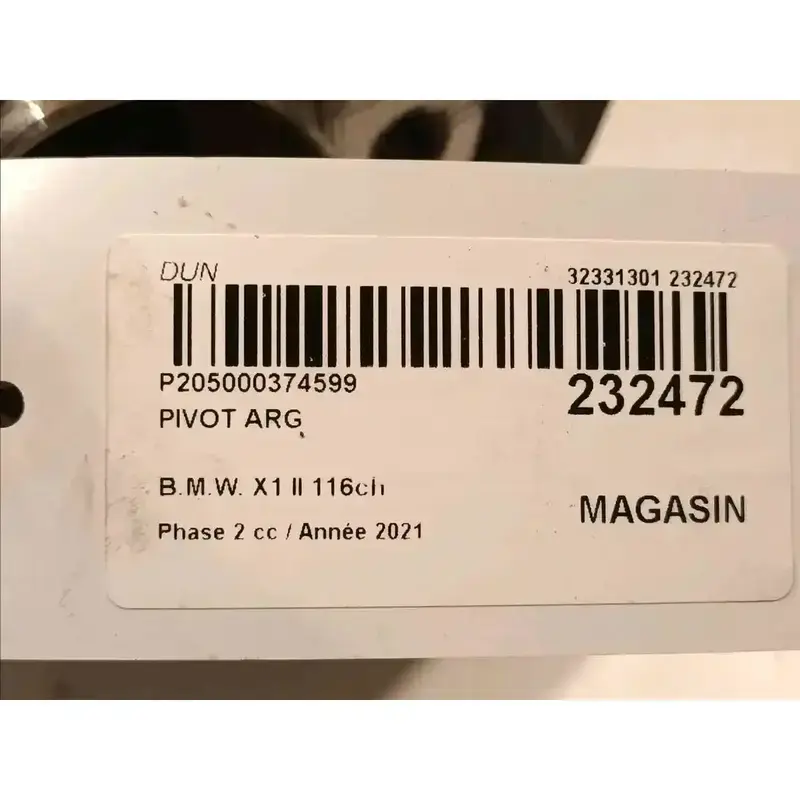 DUN
32331301 232472
P205000374599
232472
PIVOT ARG
B.M.W. X1 II 116ch
MAGASIN
Phase 2 cc / Année 2021